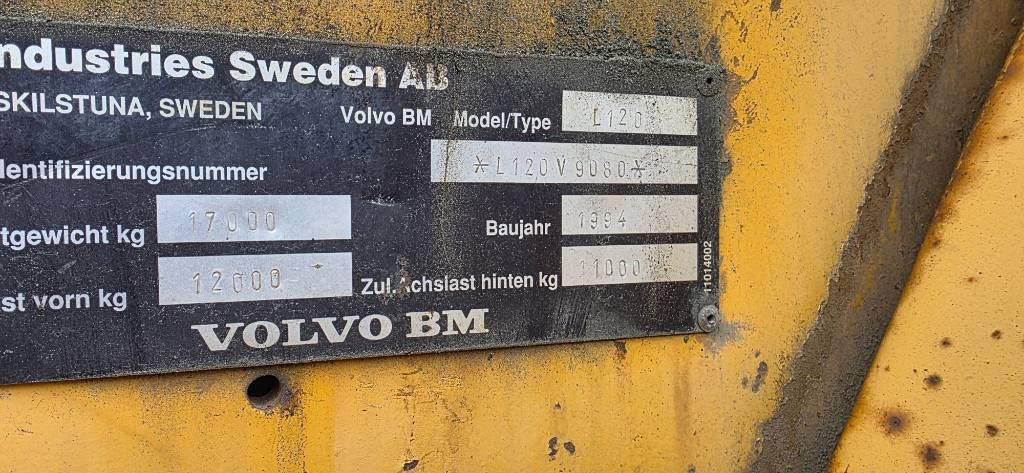 ndustries Sweden AB
SKILSTUNA, SWEDEN Volvo BM Model/Type L120
dentifizierungsnummer *L120V9080*
tgewicht kg 17000 Baujahr 1994
st vorn kg 12000 Zul. Achslast hinten kg 11000
VOLVO BM
11014002